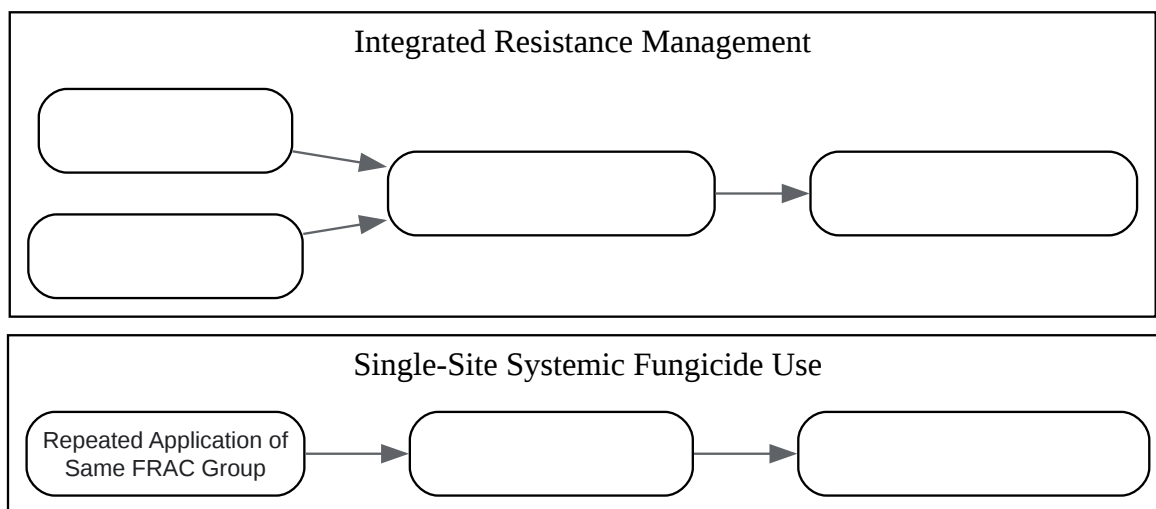 Integrated Resistance Management
Single-Site Systemic Fungicide Use
Repeated Application of
Same FRAC Group